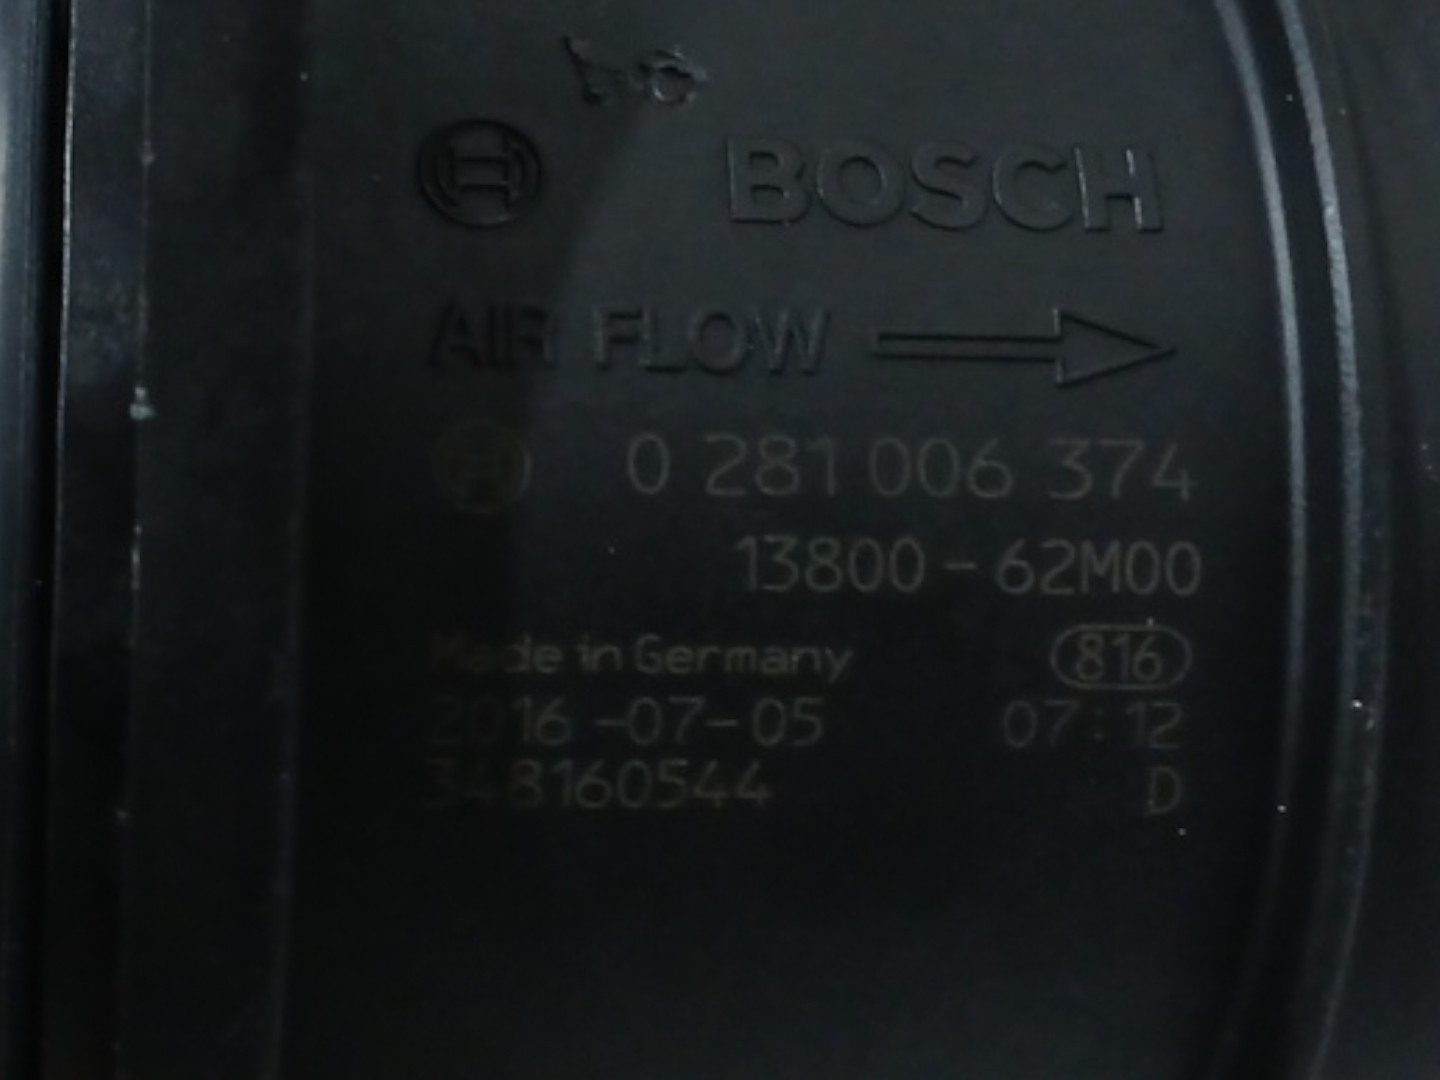 BOSCH
AIR FLOW
0 281 006 374
13800-62M00
Made in Germany 816
2016-07-05 07:12
348160544 D